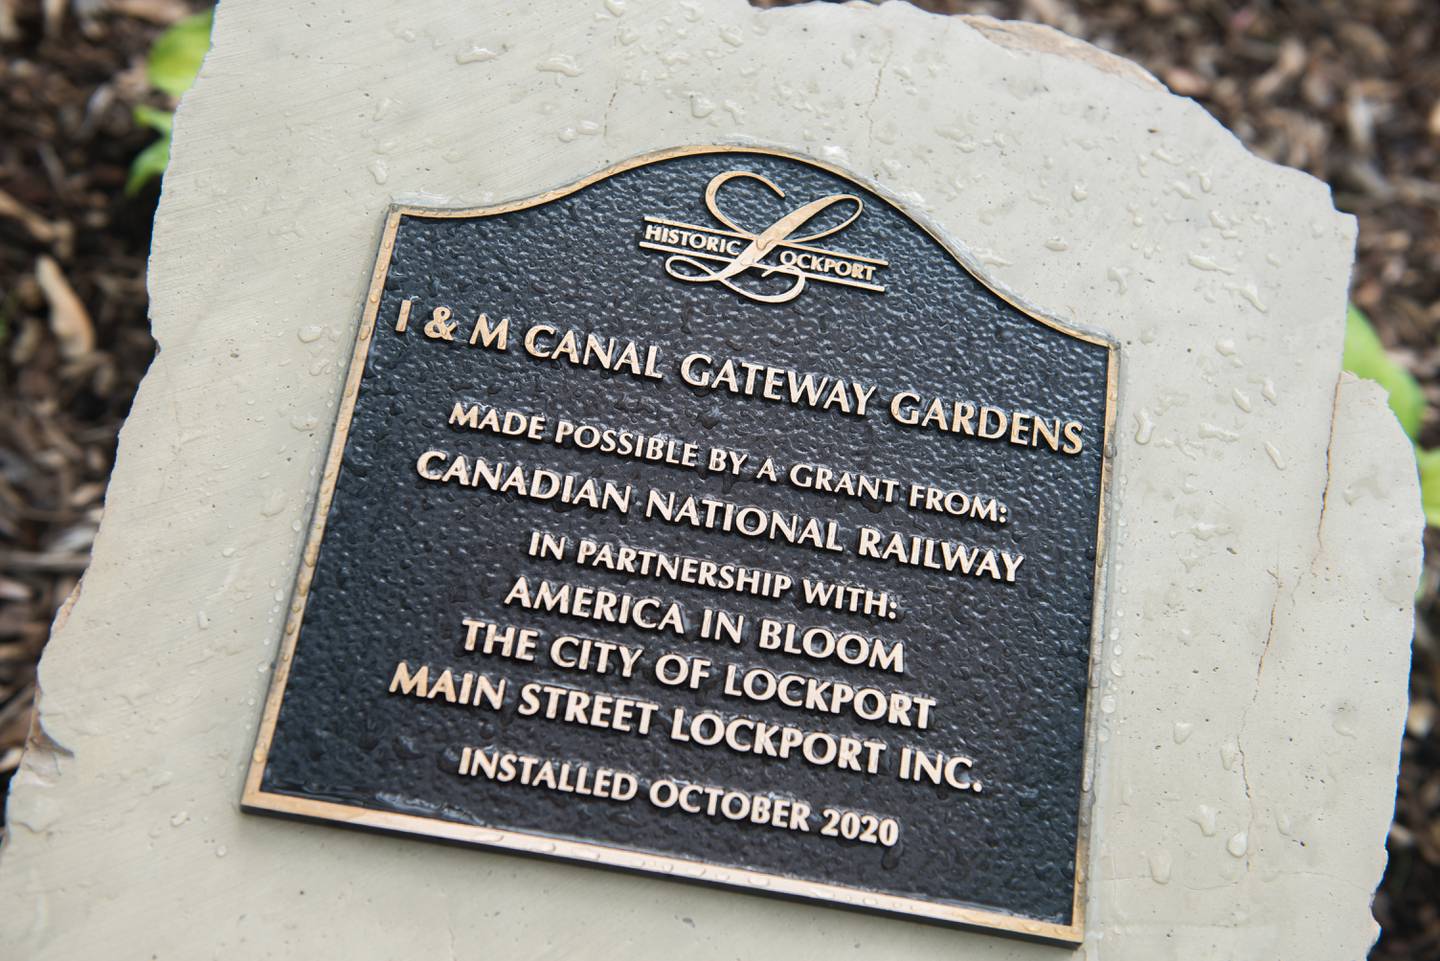 HISTORIC LOCKPORT
I & M CANAL GATEWAY GARDENS
MADE POSSIBLE BY A GRANT FROM:
CANADIAN NATIONAL RAILWAY
IN PARTNERSHIP WITH:
AMERICA IN BLOOM
THE CITY OF LOCKPORT
MAIN STREET LOCKPORT INC.
INSTALLED OCTOBER 2020